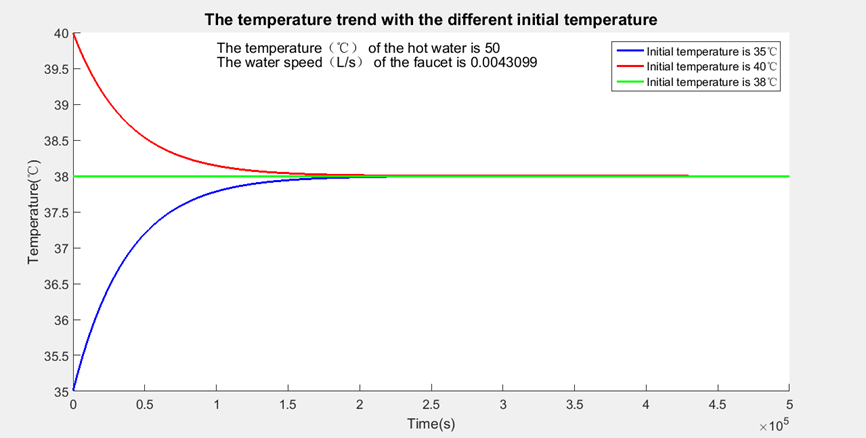 The temperature trend with the different initial temperature
The temperature（℃） of the hot water is 50
The water speed（L/s） of the faucet is 0.0043099
Initial temperature is 35℃
Initial temperature is 40℃
Initial temperature is 38℃
Temperature(℃)
40
39.5
39
38.5
38
37.5
37
36.5
36
35.5
35
0
0.5
1
1.5
2
2.5
3
3.5
4
4.5
5
Time(s)
×10⁵